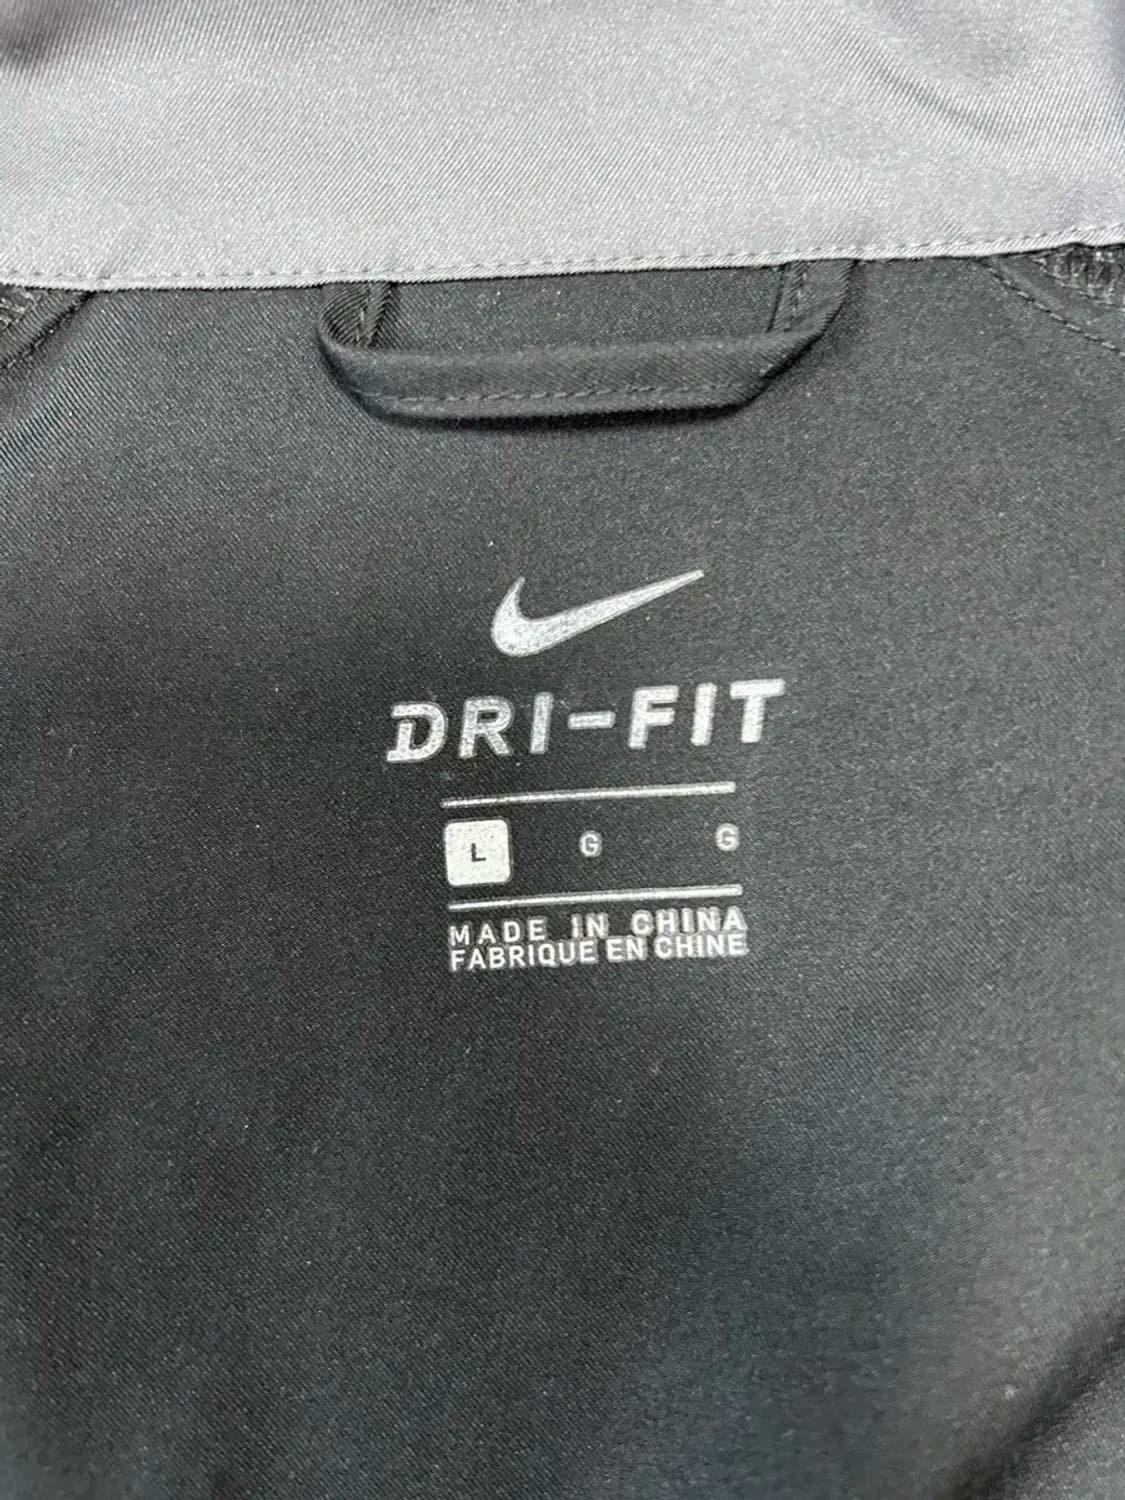 DRI-FIT
L G G
MADE IN CHINA
FABRIQUE EN CHINE